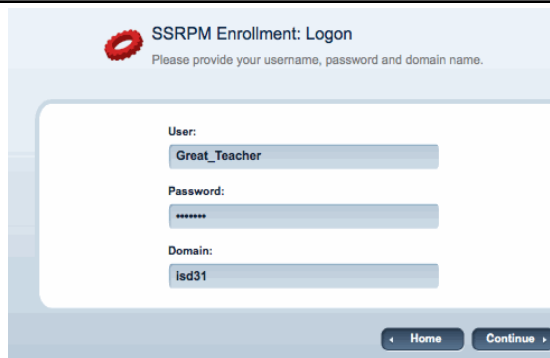 SSRPM Enrollment: Logon
Please provide your username, password and domain name.
User:
Great_Teacher
Password:
•••••••
Domain:
isd31
Home
Continue